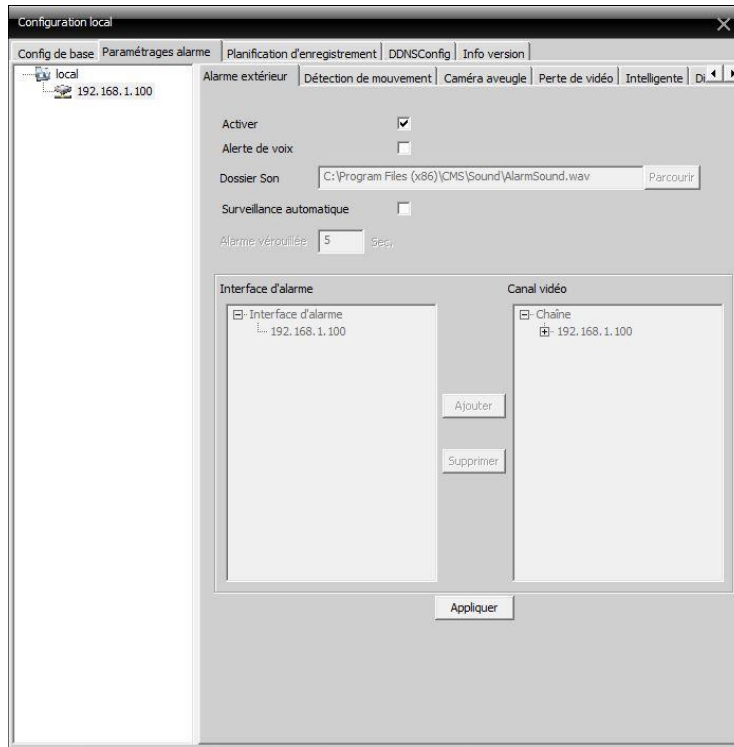 Configuration local
Config de base Paramétrages alarme Planification d'enregistrement DDNSConfig Info version
local
192.168.1.100
Alarme extérieur Détection de mouvement Caméra aveugle Perte de vidéo Intelligente Di
Activer
Alerte de voix
Dossier Son C:\Program Files (x86)\CMS\Sound\AlarmSound.wav Parcourir
Surveillance automatique
Alarme vérouillée 5 Sec,
Interface d'alarme Canal vidéo
Interface d'alarme Chaîne
192.168.1.100 192.168.1.100
Ajouter
Supprimer
Appliquer